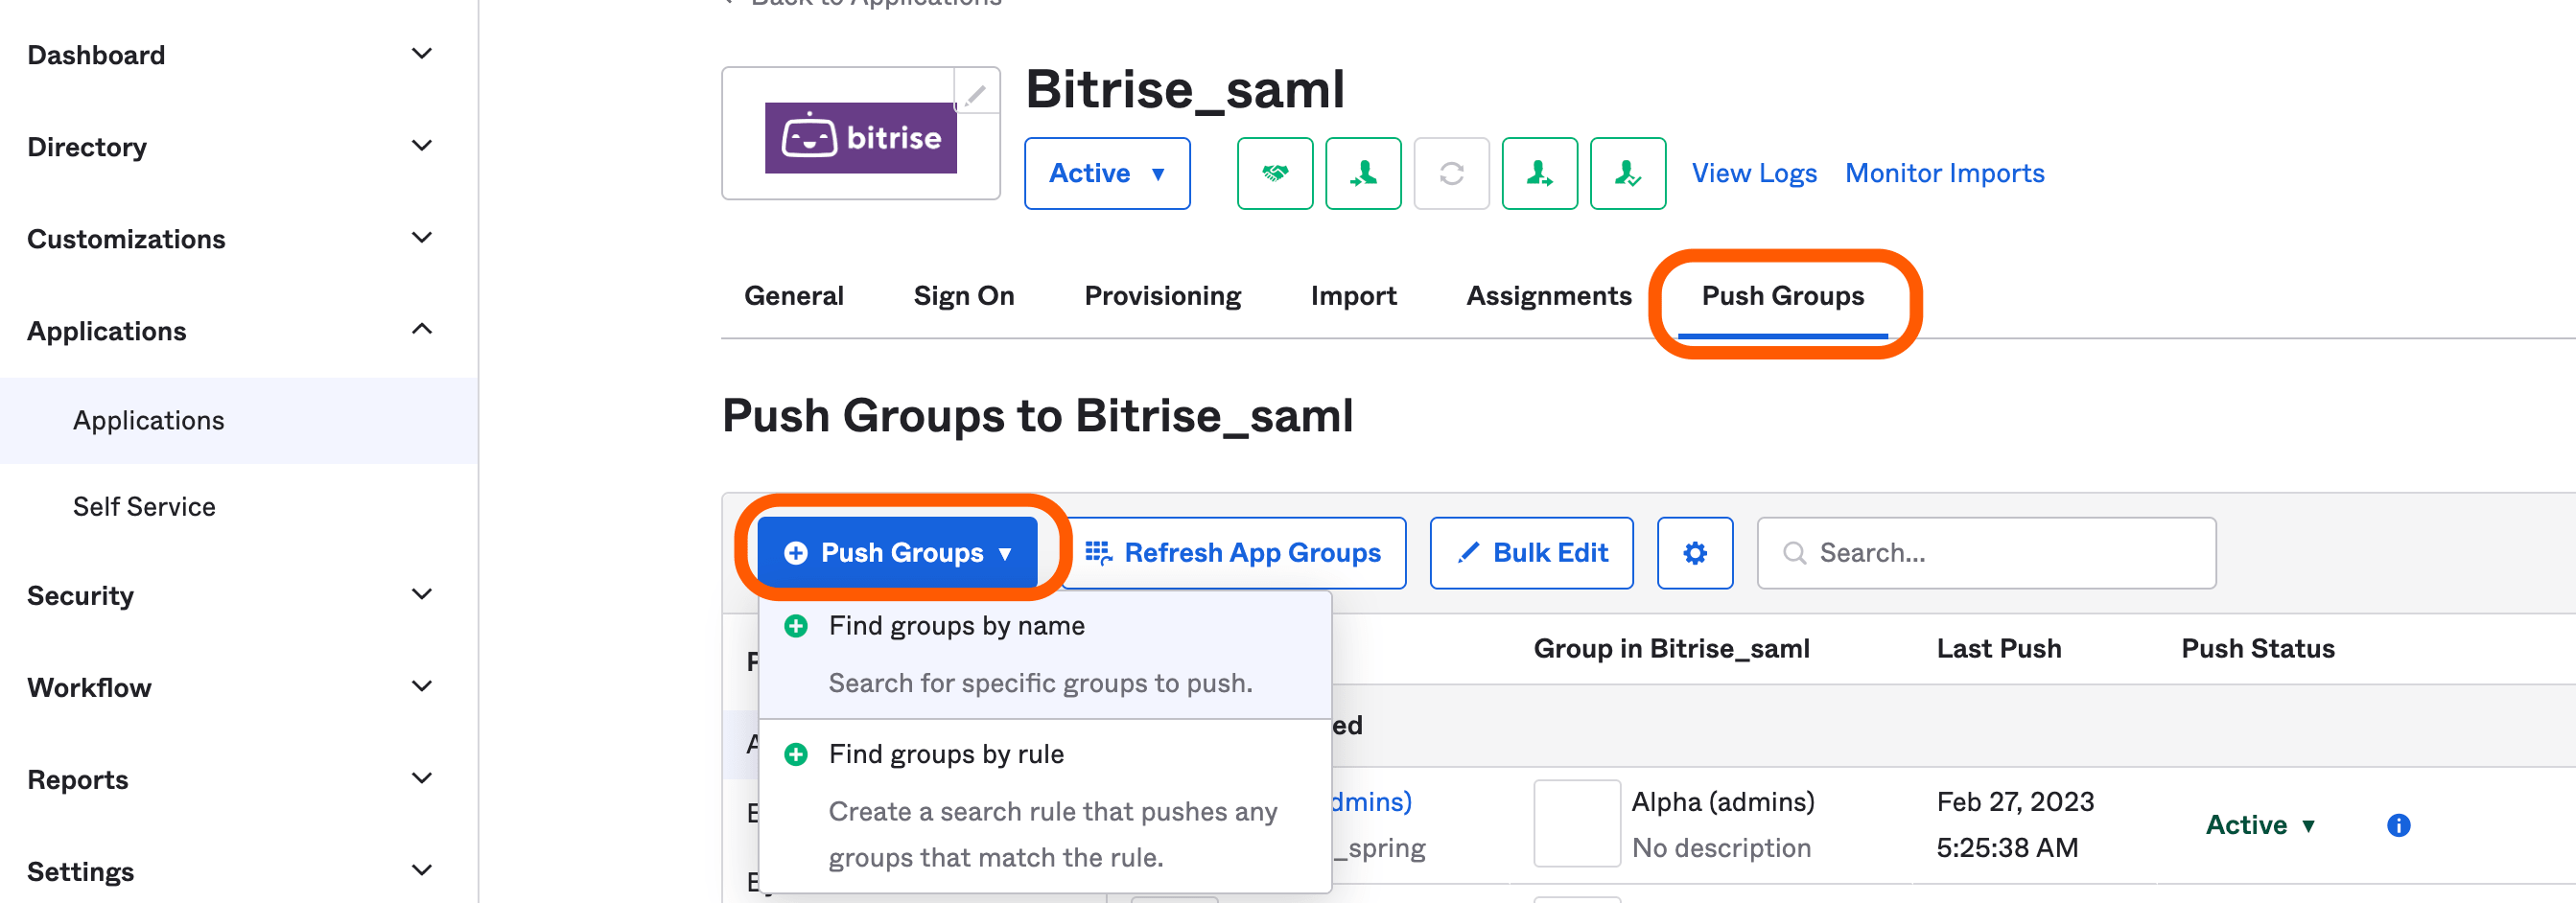 Back to Applications
Dashboard
Directory
Customizations
Applications
Applications
Self Service
Security
Workflow
Reports
Settings
bitrise
Bitrise_saml
Active
View Logs Monitor Imports
General Sign On Provisioning Import Assignments Push Groups
Push Groups to Bitrise_saml
Push Groups Refresh App Groups Bulk Edit Search...
Find groups by name
Search for specific groups to push.
Find groups by rule
Create a search rule that pushes any
groups that match the rule.
Group in Bitrise_saml Last Push Push Status
Alpha (admins) Feb 27, 2023
No description 5:25:38 AM
Active